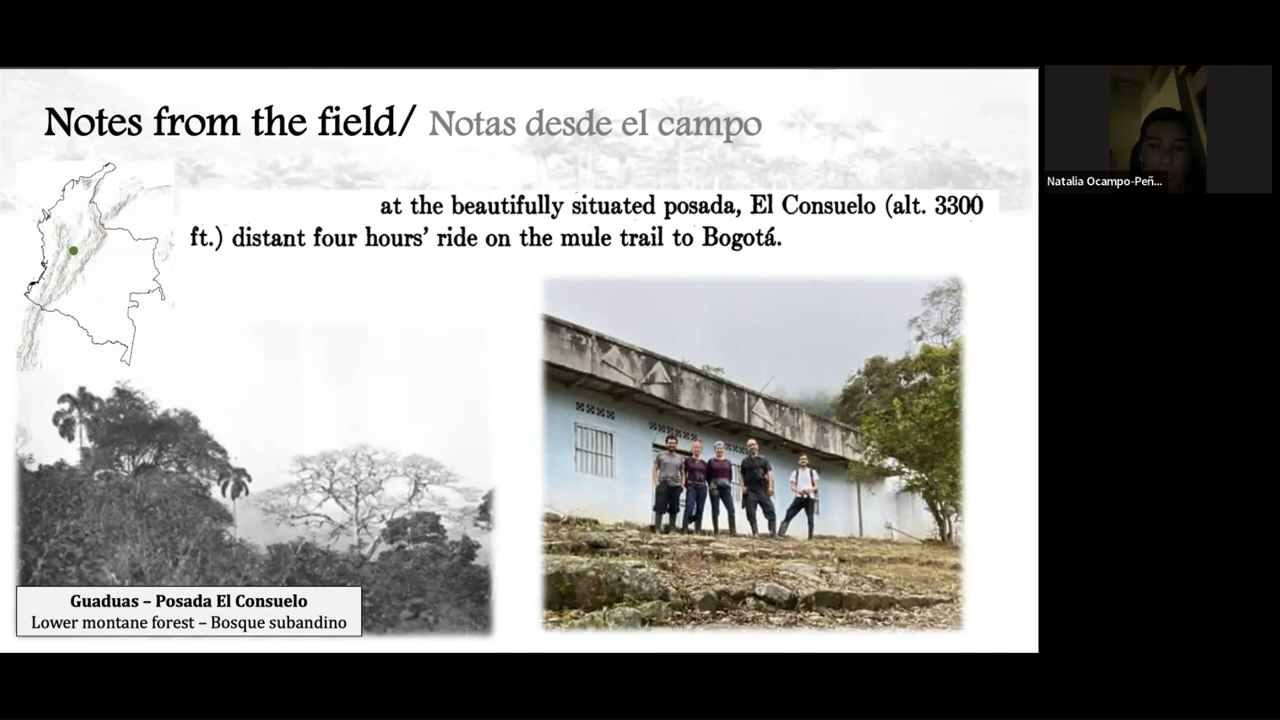 Notes from the field/ Notas desde el campo
at the beautifully situated posada, El Consuelo (alt. 3300
ft.) distant four hours' ride on the mule trail to Bogotá.
Guaduas – Posada El Consuelo
Lower montane forest – Bosque subandino
Natalia Ocampo-Peñ...